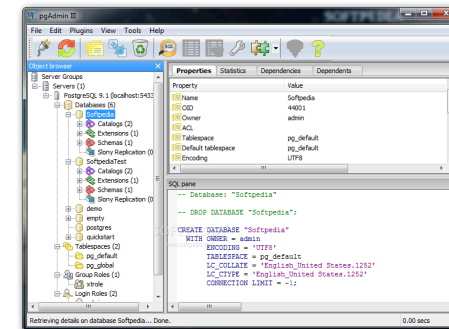 pgAdmin III
File Edit Plugins View Tools Help
Object browser
Server Groups
Servers (1)
PostgreSQL 9.1 (localhost:5433
Databases (6)
Softpedia
Catalogs (2)
Extensions (1)
Schemas (1)
Slony Replication (0
SoftpediaTest
Catalogs (2)
Extensions (1)
Schemas (1)
Slony Replication (0
demo
empty
postgres
quickstart
Tablespaces (2)
pg_default
pg_global
Group Roles (1)
xtrole
Login Roles (2)
Properties Statistics Dependencies Dependents
Property Value
Name Softpedia
OID 44001
Owner admin
ACL
Tablespace pg_default
Default tablespace pg_default
Encoding UTF8
SQL pane
-- Database: "Softpedia"
-- DROP DATABASE "Softpedia";
CREATE DATABASE "Softpedia"
WITH OWNER = admin
ENCODING = 'UTF8'
TABLESPACE = pg_default
LC_COLLATE = 'English_United States.1252'
LC_CTYPE = 'English_United States.1252'
CONNECTION LIMIT = -1;
Retrieving details on database Softpedia... Done. 0.00 secs